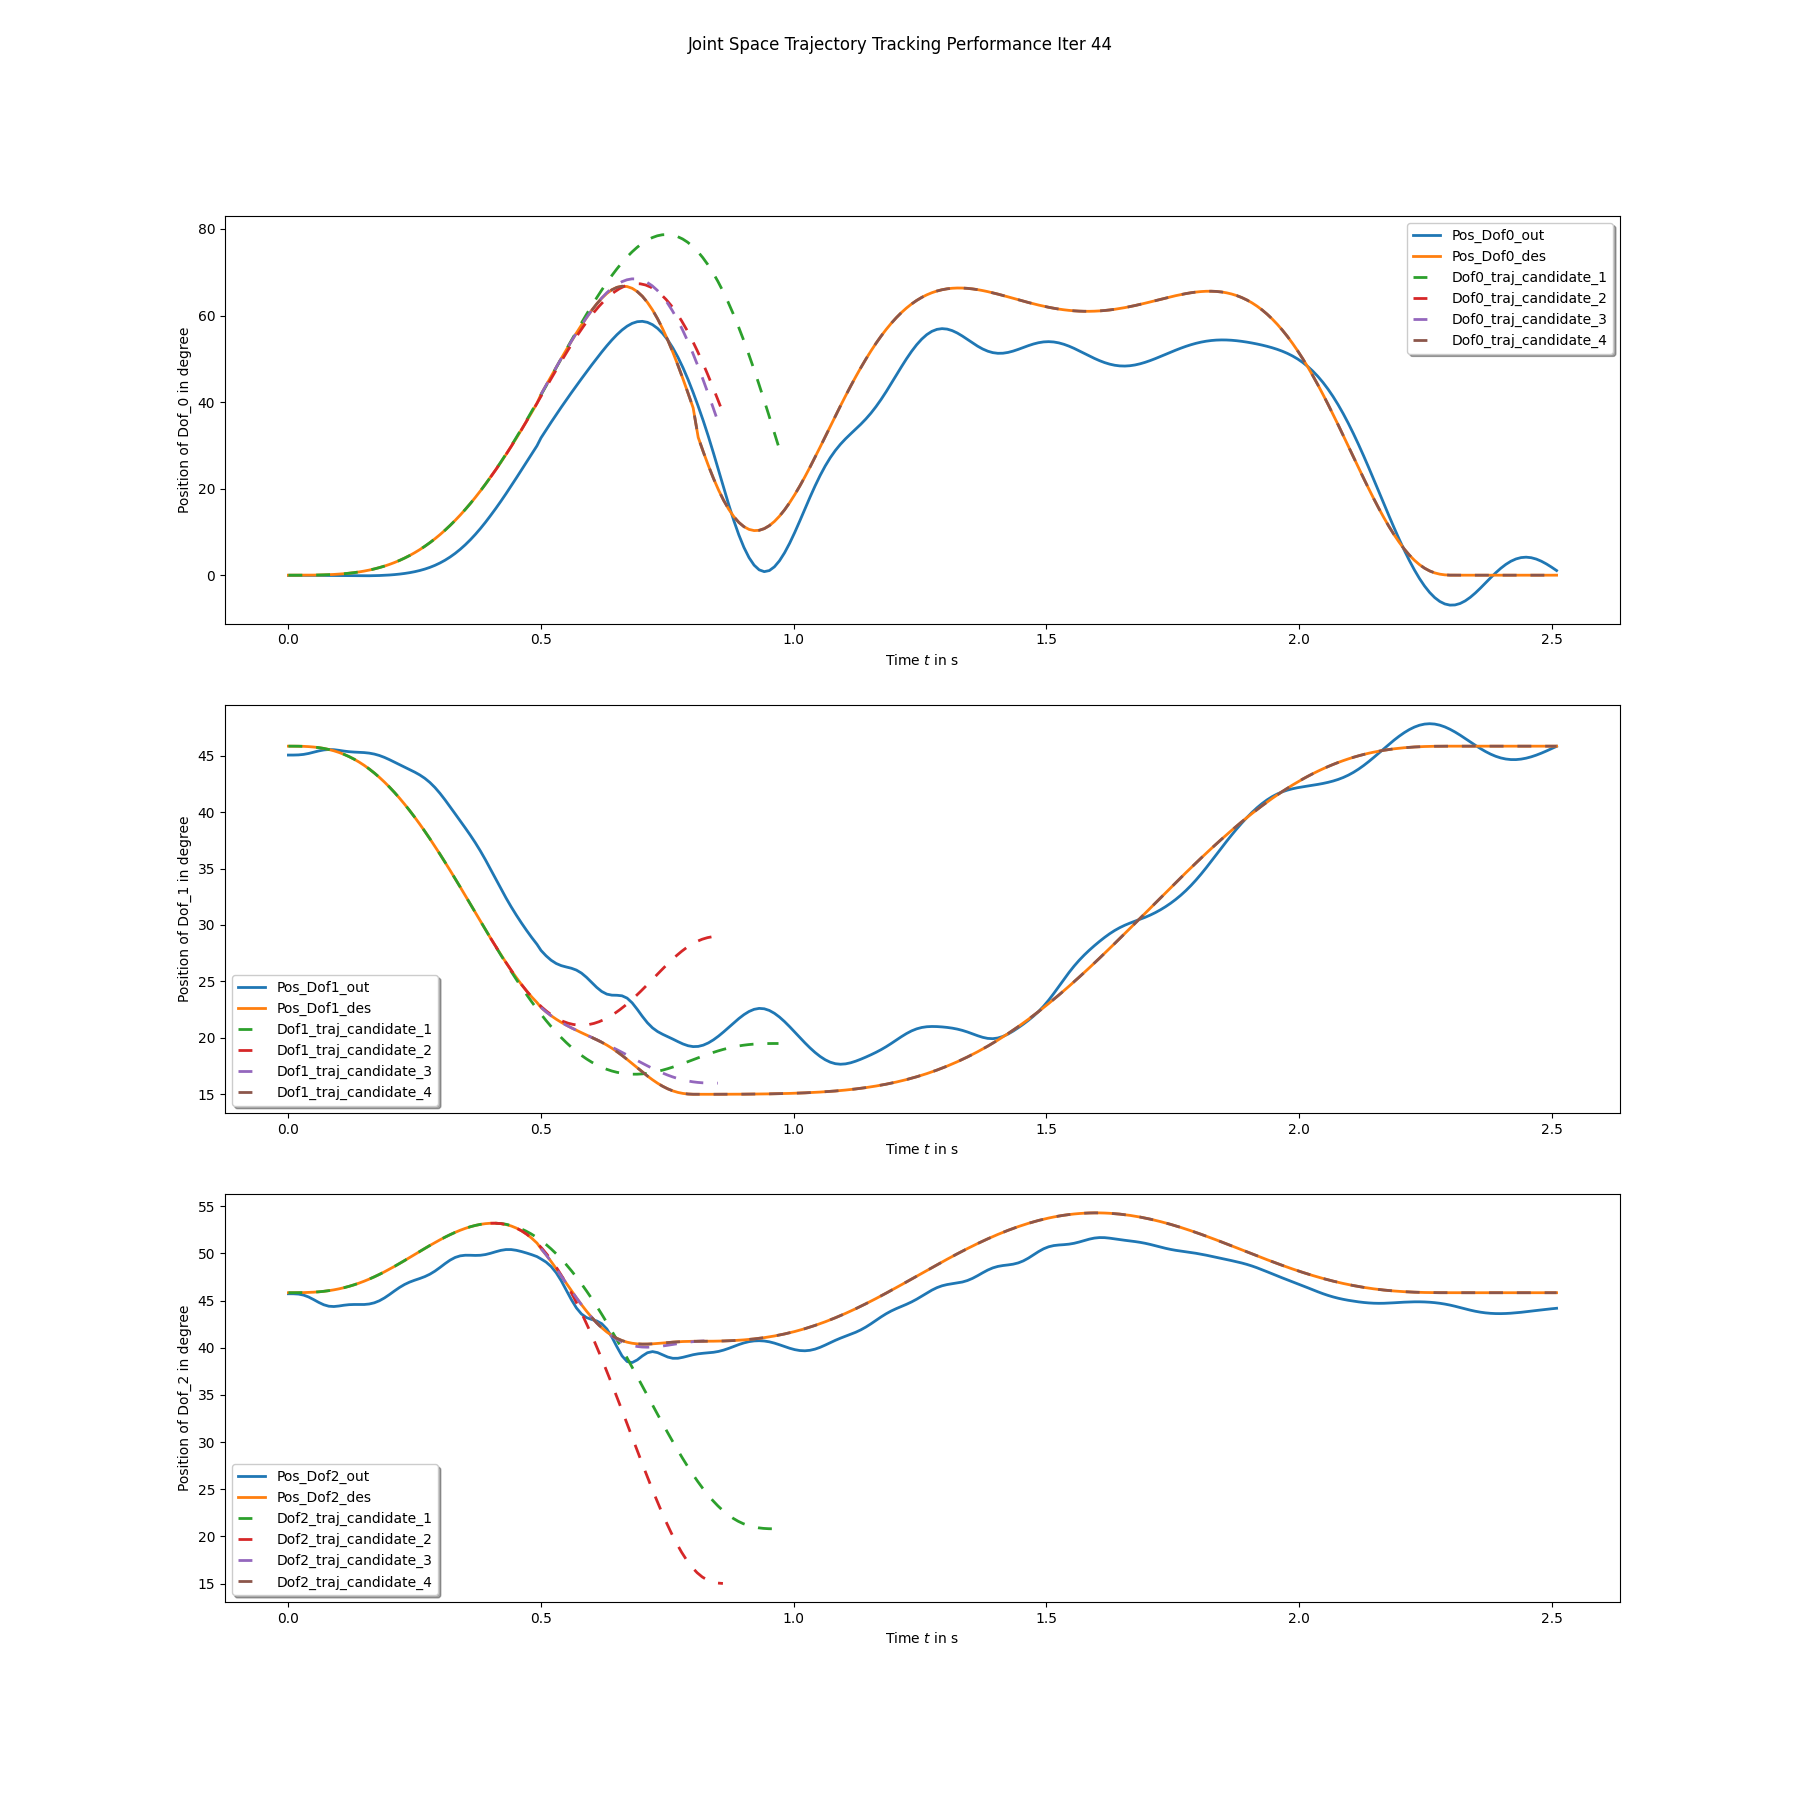 Joint Space Trajectory Tracking Performance Iter 44
80
60
40
20
0
Position of Dof_0 in degree
Pos_Dof0_out
Pos_Dof0_des
Dof0_traj_candidate_1
Dof0_traj_candidate_2
Dof0_traj_candidate_3
Dof0_traj_candidate_4
0.0 0.5 1.0 1.5 2.0 2.5
Time t in s
45
40
35
30
25
20
15
Position of Dof_1 in degree
Pos_Dof1_out
Pos_Dof1_des
Dof1_traj_candidate_1
Dof1_traj_candidate_2
Dof1_traj_candidate_3
Dof1_traj_candidate_4
0.0 0.5 1.0 1.5 2.0 2.5
Time t in s
55
50
45
40
35
30
25
20
15
Position of Dof_2 in degree
Pos_Dof2_out
Pos_Dof2_des
Dof2_traj_candidate_1
Dof2_traj_candidate_2
Dof2_traj_candidate_3
Dof2_traj_candidate_4
0.0 0.5 1.0 1.5 2.0 2.5
Time t in s